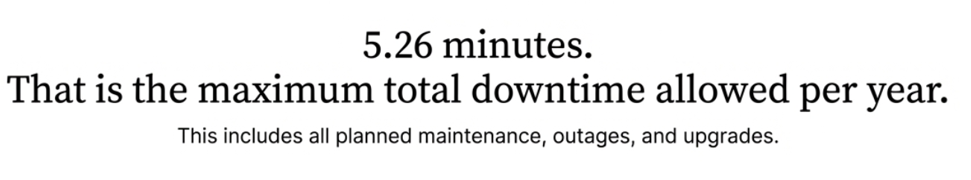 5.26 minutes.
That is the maximum total downtime allowed per year.
This includes all planned maintenance, outages, and upgrades.